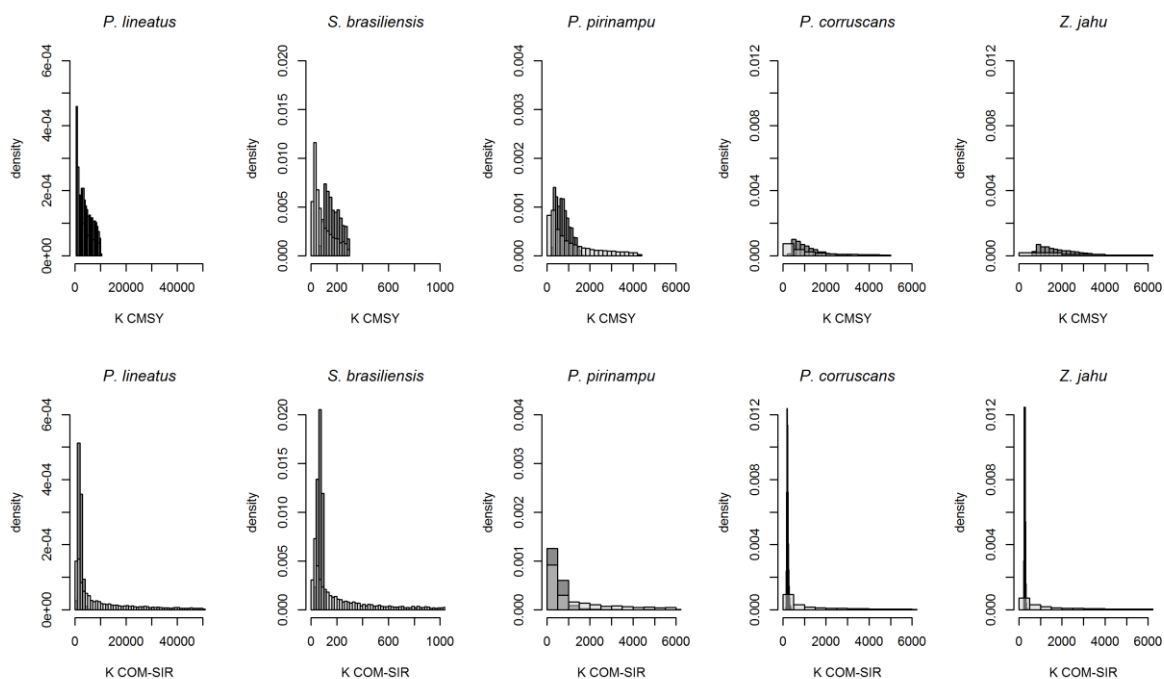 P. lineatus
S. brasiliensis
P. pirinampu
P. corruscans
Z. jahu
density
0e+00 2e-04 4e-04 6e-04
0 20000 40000
K CMSY
density
0.000 0.005 0.010 0.015 0.020
0 200 400 600 800 1000
K CMSY
density
0.000 0.001 0.002 0.003 0.004
0 2000 4000 6000
K CMSY
density
0.000 0.004 0.008 0.012
0 2000 4000 6000
K CMSY
density
0.000 0.004 0.008 0.012
0 2000 4000 6000
K CMSY
P. lineatus
S. brasiliensis
P. pirinampu
P. corruscans
Z. jahu
density
0e+00 2e-04 4e-04 6e-04
0 20000 40000
K COM-SIR
density
0.000 0.005 0.010 0.015 0.020
0 200 400 600 800 1000
K COM-SIR
density
0.000 0.001 0.002 0.003 0.004
0 2000 4000 6000
K COM-SIR
density
0.000 0.004 0.008 0.012
0 2000 4000 6000
K COM-SIR
density
0.000 0.004 0.008 0.012
0 2000 4000 6000
K COM-SIR